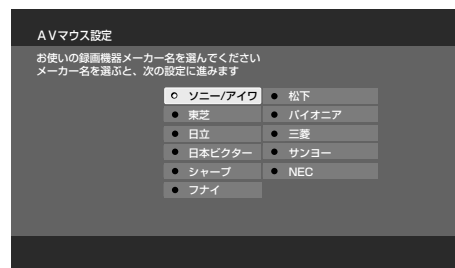 AVマウス設定
お使いの録画機器メーカー名を選んでください
メーカー名を選ぶと、次の設定に進みます
ソニー/アイワ 松下
東芝 パイオニア
日立 三菱
日本ビクター サンヨー
シャープ NEC
フナイ